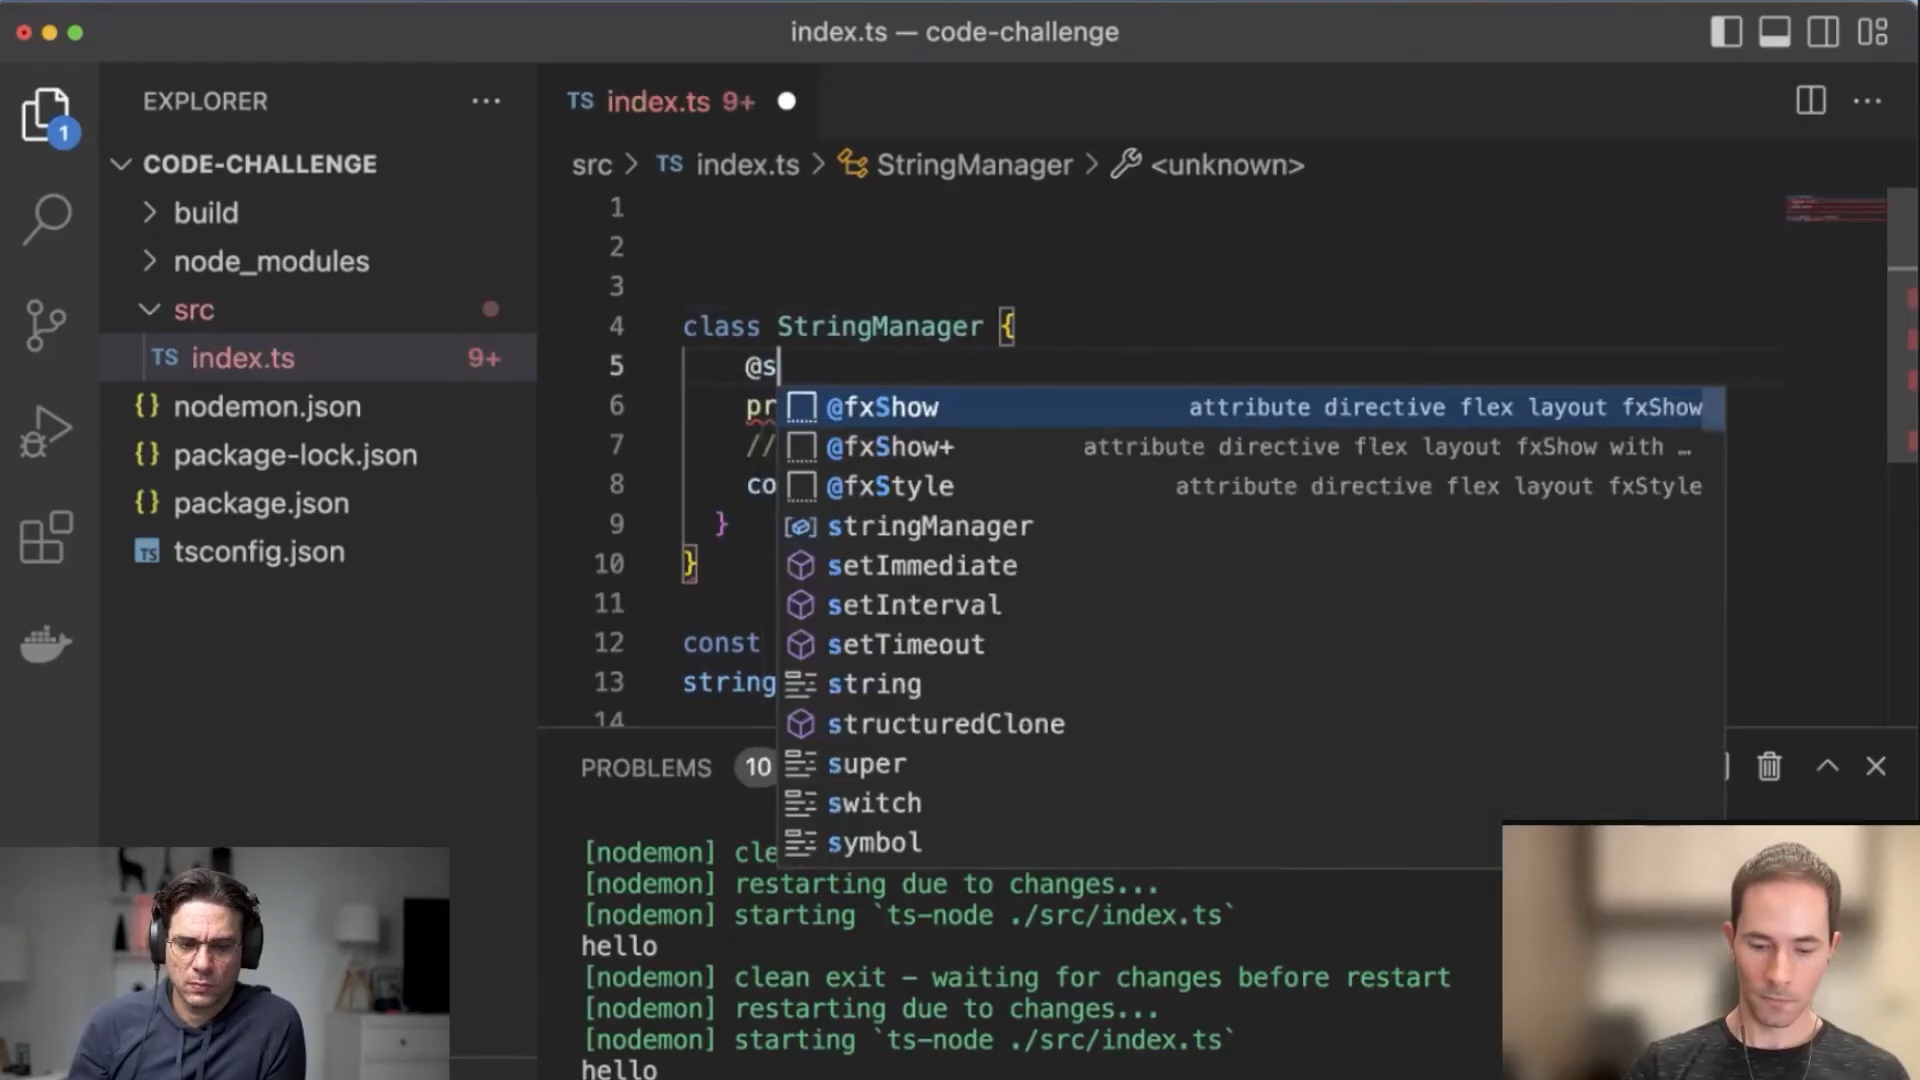 index.ts — code-challenge
EXPLORER
CODE-CHALLENGE
build
node_modules
src
TS index.ts 9+
nodemon.json
package-lock.json
package.json
tsconfig.json
1
TS index.ts 9+
src > TS index.ts > StringManager > <unknown>
1
2
3
4 class StringManager {
5 @s
6 pr
7 //
8 co
9 }
10 }
11
12 const
13 string
14
@fxShow attribute directive flex layout fxShow
@fxShow+ attribute directive flex layout fxShow with …
@fxStyle attribute directive flex layout fxStyle
stringManager
setImmediate
setInterval
setTimeout
string
structuredClone
super
switch
symbol
PROBLEMS 10
[nodemon] cle
[nodemon] restarting due to changes...
[nodemon] starting `ts-node ./src/index.ts`
hello
[nodemon] clean exit - waiting for changes before restart
[nodemon] restarting due to changes...
[nodemon] starting `ts-node ./src/index.ts`
hello